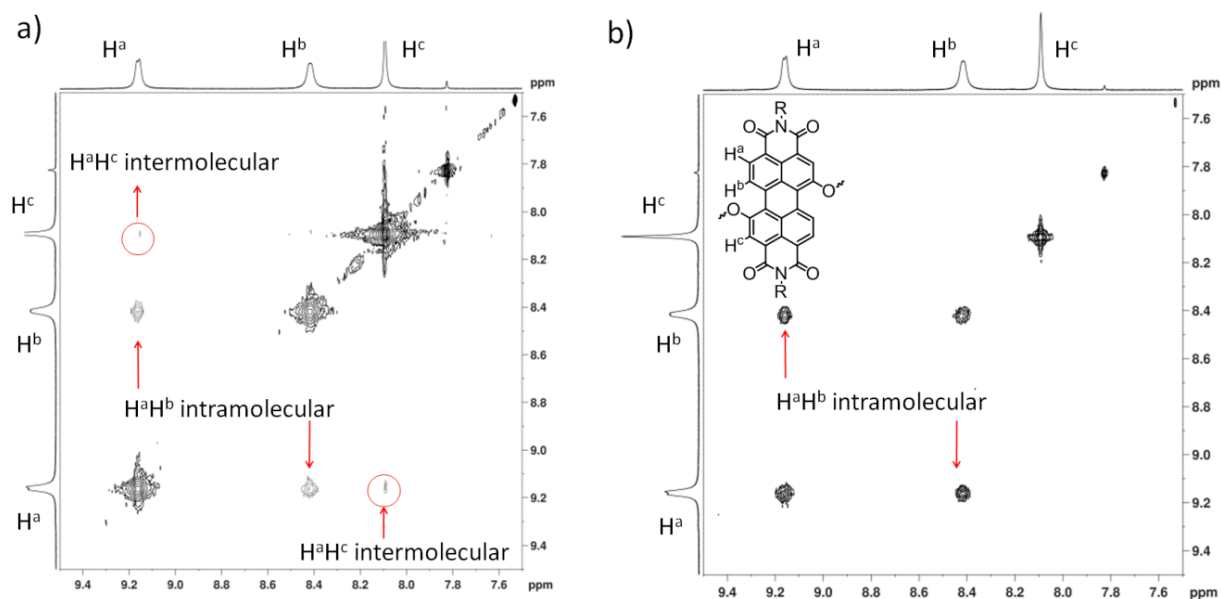 a)
Hᵃ Hᵇ Hᶜ
ppm
7.6
HᵃHᶜ intermolecular
7.8
Hᶜ
8.0
8.2
8.4
Hᵇ
8.6
HᵃHᵇ intramolecular
8.8
9.0
9.2
Hᵃ
HᵃHᶜ intermolecular
9.4
9.4 9.2 9.0 8.8 8.6 8.4 8.2 8.0 7.8 7.6 ppm
b)
Hᵃ Hᵇ Hᶜ
ppm
R
7.6
O N O
Hᵃ
7.8
Hᵇ
O
Hᶜ
8.0
O
Hᶜ
8.2
O N O
R
8.4
Hᵇ
8.6
HᵃHᵇ intramolecular
8.8
9.0
9.2
Hᵃ
9.4
9.4 9.2 9.0 8.8 8.6 8.4 8.2 8.0 7.8 7.6 ppm